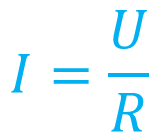 I = U/R